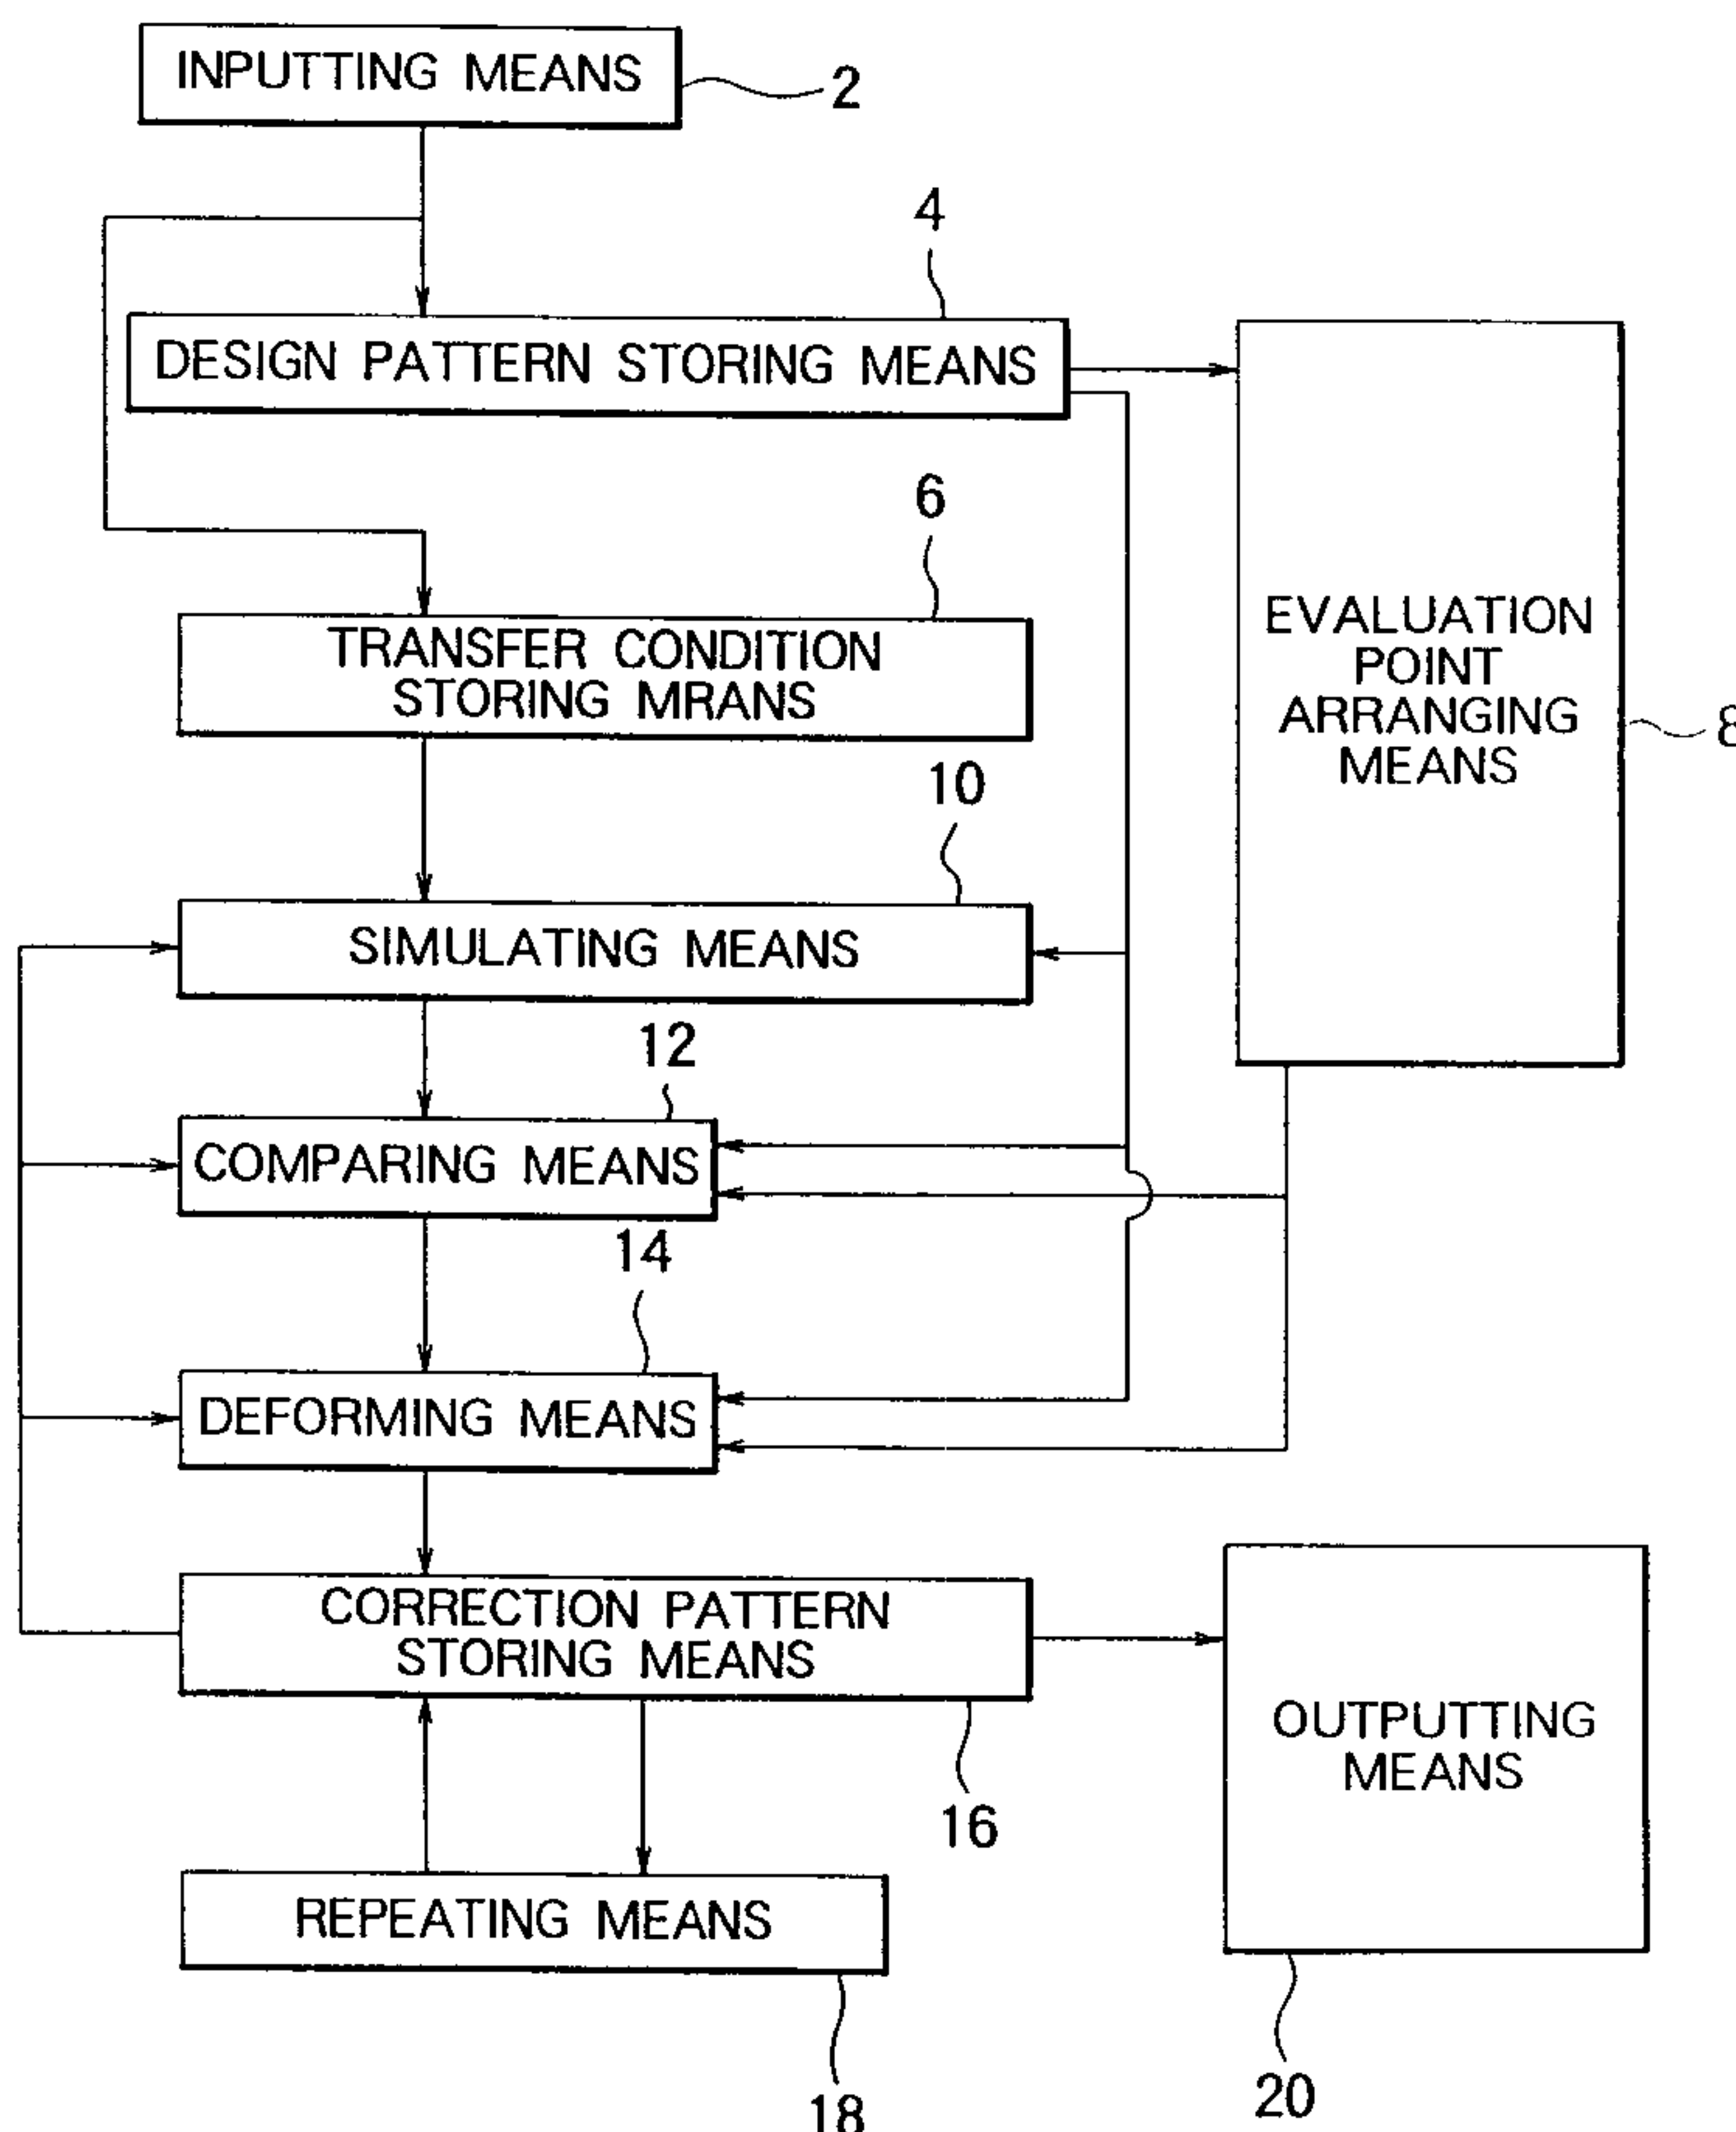 INPUTTING MEANS
2
4
DESIGN PATTERN STORING MEANS
6
TRANSFER CONDITION
STORING MRANS
EVALUATION
POINT
ARRANGING
MEANS
8
10
SIMULATING MEANS
12
COMPARING MEANS
14
DEFORMING MEANS
CORRECTION PATTERN
STORING MEANS
16
OUTPUTTING
MEANS
REPEATING MEANS
18
20